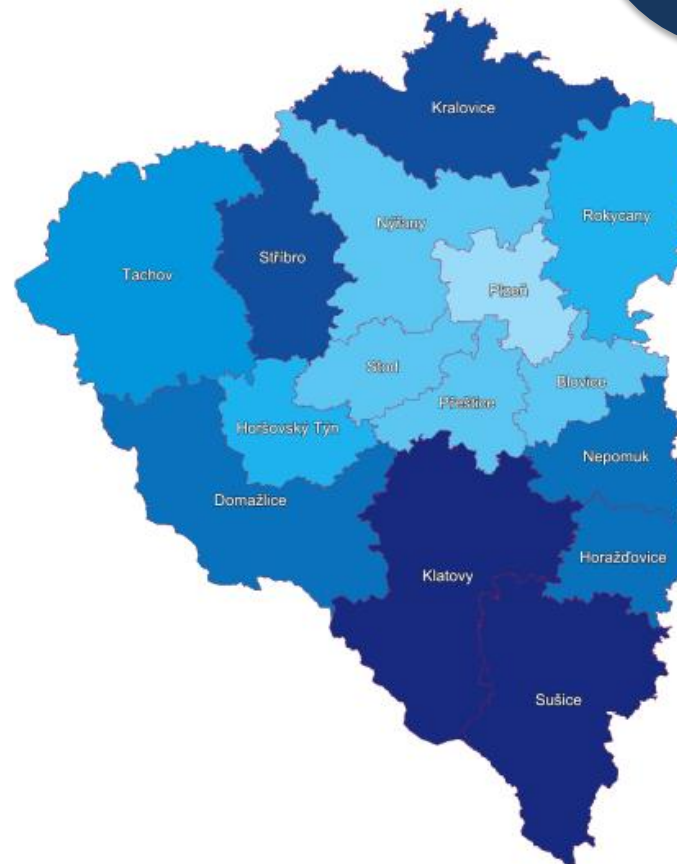 Kralovice
Rokycany
Nýřany
Stříbro
Tachov
Plzeň
Stod
Blovice
Přeštice
Horšovský Týn
Nepomuk
Domažlice
Horažďovice
Klatovy
Sušice